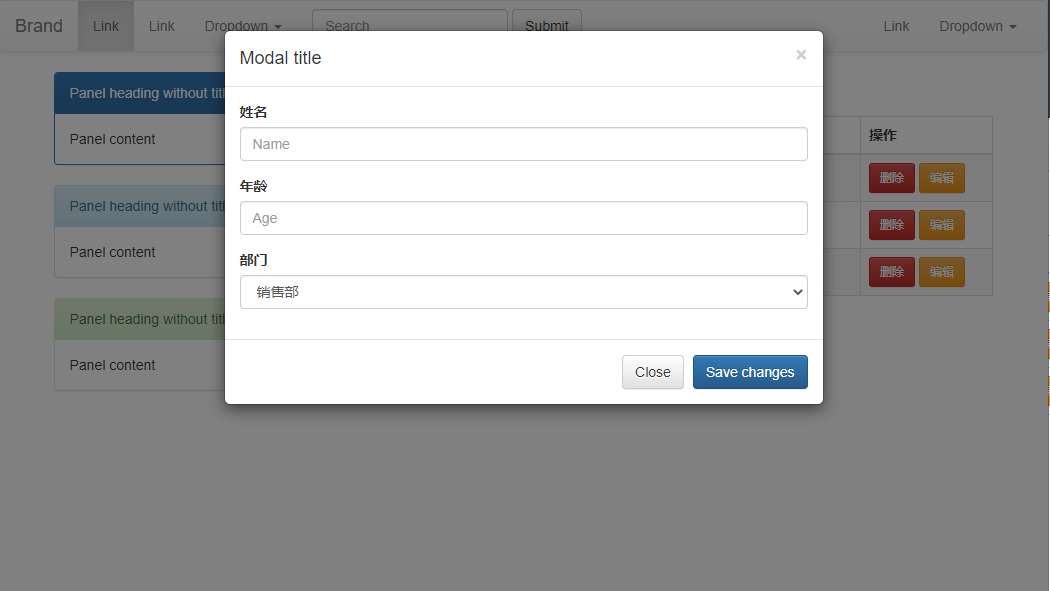 Brand Link Link Dropdown Search Submit Link Dropdown
Modal title ×
Panel heading without tit
姓名
Name
Panel content
操作
年龄
删除 编辑
Panel heading without tit
Age
删除 编辑
Panel content
部门
删除 编辑
销售部
Panel heading without tit
Panel content
Close Save changes